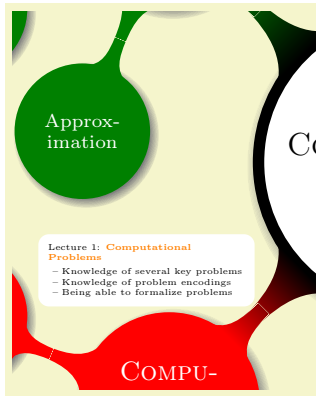 Approx-
imation
Co
Lecture 1: Computational
Problems
– Knowledge of several key problems
– Knowledge of problem encodings
– Being able to formalize problems
COMPU-